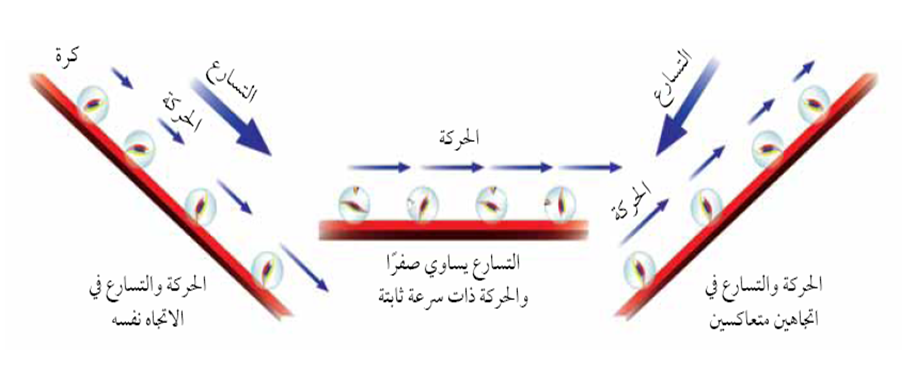 كرة
الحركة
التسارع
الحركة والتسارع في
الاتجاه نفسه
الحركة
التسارع يساوي صفرًا
والحركة ذات سرعة ثابتة
التسارع
الحركة
الحركة والتسارع في
اتجاهين متعاكسين